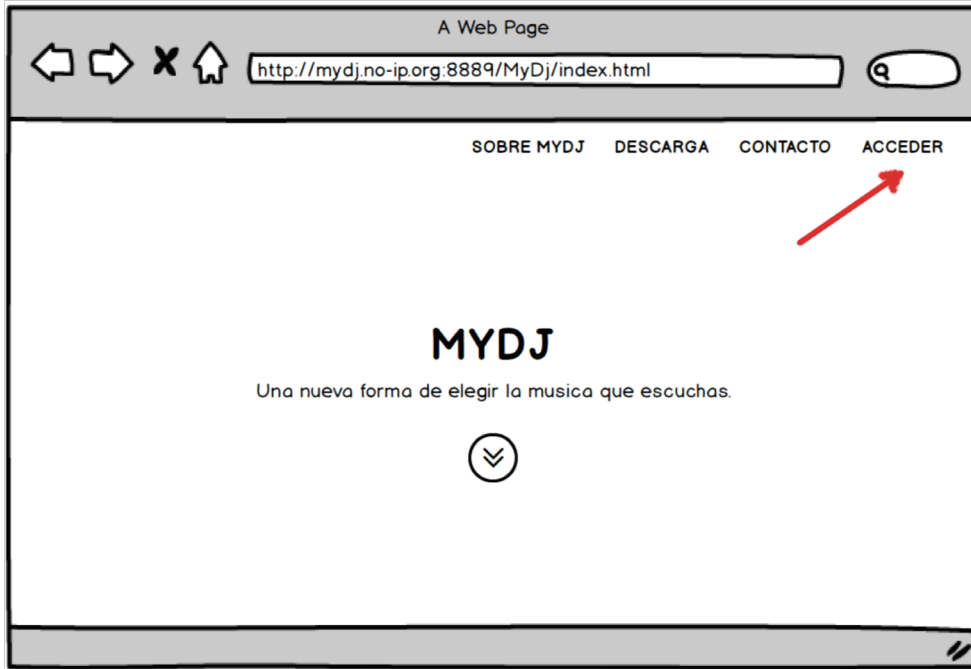 A Web Page
http://mydj.no-ip.org:8889/MyDj/index.html
SOBRE MYDJ DESCARGA CONTACTO ACCEDER
MYDJ
Una nueva forma de elegir la musica que escuchas.